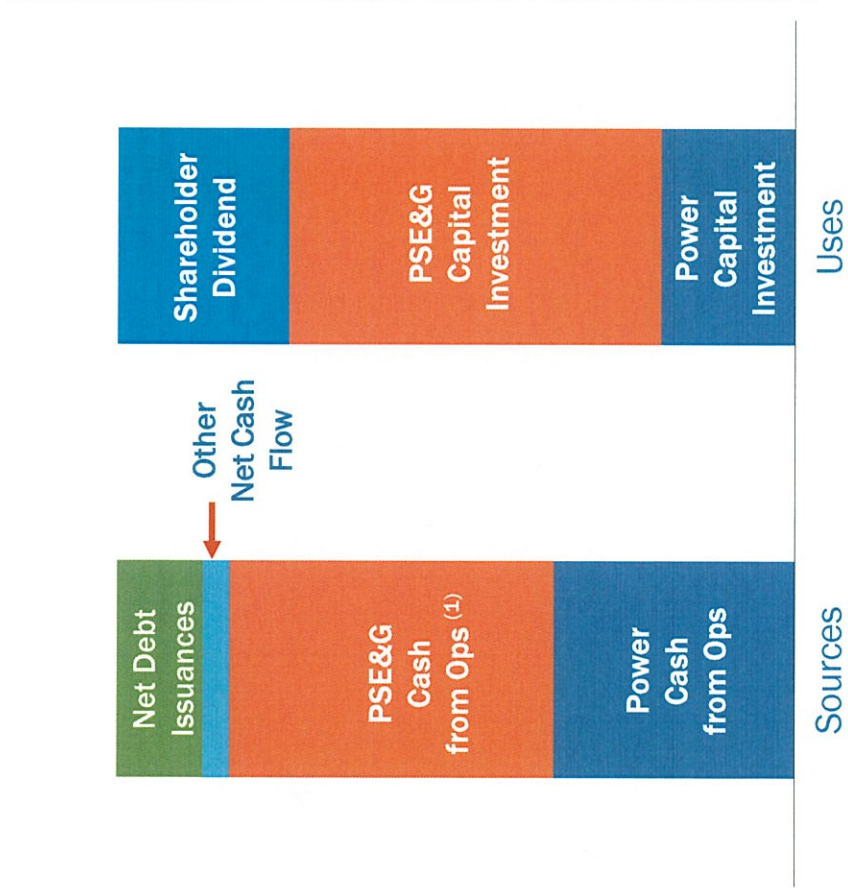 Net Debt
Issuances
Other
Net Cash
Flow
PSE&G
Cash
from Ops (1)
Power
Cash
from Ops
Sources
Shareholder
Dividend
PSE&G
Capital
Investment
Power
Capital
Investment
Uses